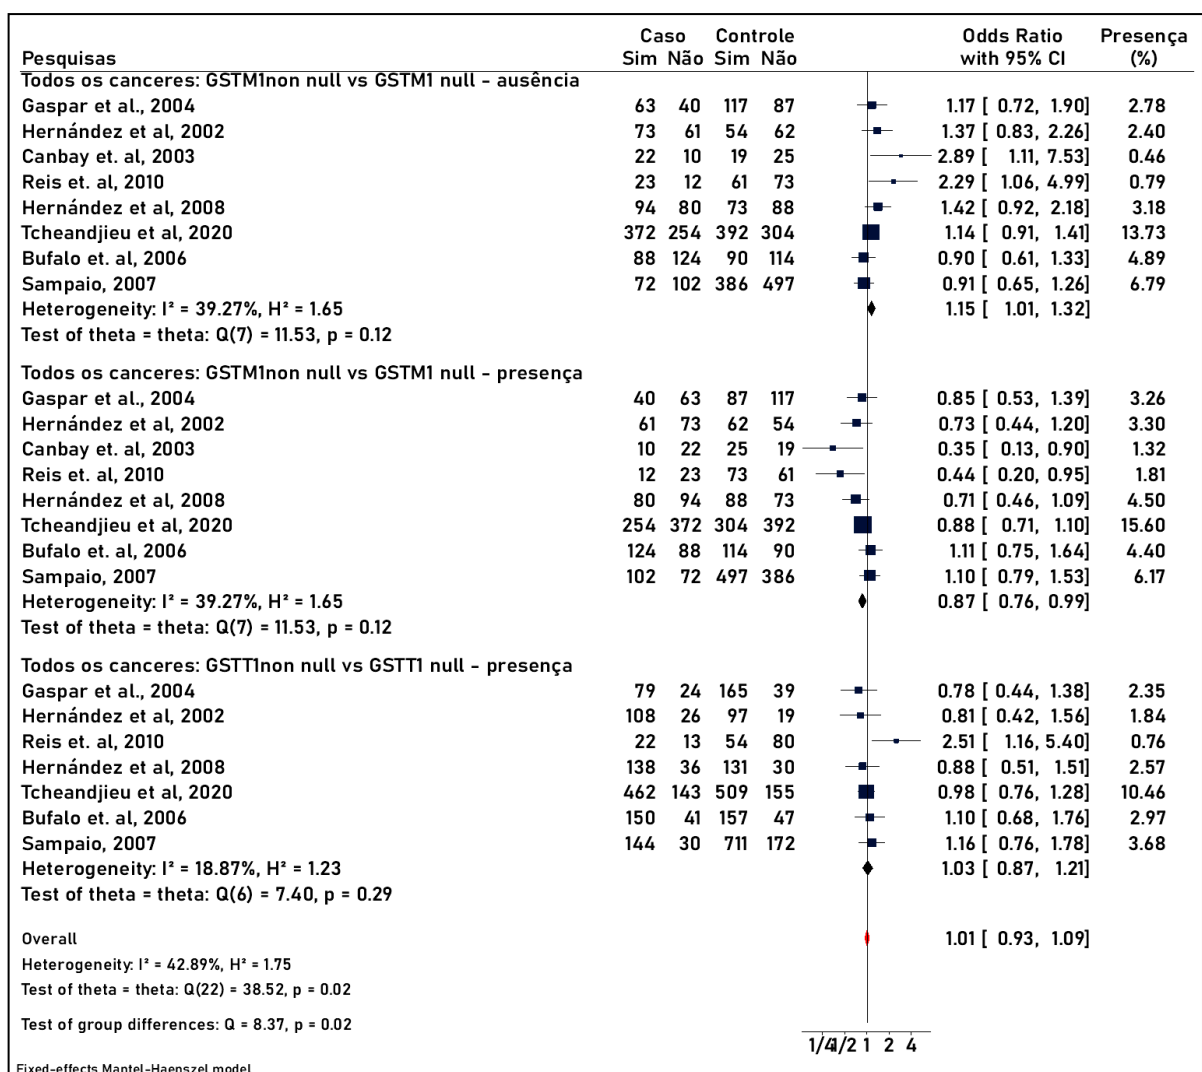 Caso Controle Odds Ratio Presença
Pesquisas Sim Não Sim Não with 95% CI (%)
Todos os canceres: GSTM1non null vs GSTM1 null - ausência
Gaspar et al., 2004 63 40 117 87 1.17 [ 0.72, 1.90] 2.78
Hernández et al, 2002 73 61 54 62 1.37 [ 0.83, 2.26] 2.40
Canbay et. al, 2003 22 10 19 25 2.89 [ 1.11, 7.53] 0.46
Reis et. al, 2010 23 12 61 73 2.29 [ 1.06, 4.99] 0.79
Hernández et al, 2008 94 80 73 88 1.42 [ 0.92, 2.18] 3.18
Tcheandjieu et al, 2020 372 254 392 304 1.14 [ 0.91, 1.41] 13.73
Bufalo et. al, 2006 88 124 90 114 0.90 [ 0.61, 1.33] 4.89
Sampaio, 2007 72 102 386 497 0.91 [ 0.65, 1.26] 6.79
Heterogeneity: I² = 39.27%, H² = 1.65 1.15 [ 1.01, 1.32]
Test of theta = theta: Q(7) = 11.53, p = 0.12
Todos os canceres: GSTM1non null vs GSTM1 null - presença
Gaspar et al., 2004 40 63 87 117 0.85 [ 0.53, 1.39] 3.26
Hernández et al, 2002 61 73 62 54 0.73 [ 0.44, 1.20] 3.30
Canbay et. al, 2003 10 22 25 19 0.35 [ 0.13, 0.90] 1.32
Reis et. al, 2010 12 23 73 61 0.44 [ 0.20, 0.95] 1.81
Hernández et al, 2008 80 94 88 73 0.71 [ 0.46, 1.09] 4.50
Tcheandjieu et al, 2020 254 372 304 392 0.88 [ 0.71, 1.10] 15.60
Bufalo et. al, 2006 124 88 114 90 1.11 [ 0.75, 1.64] 4.40
Sampaio, 2007 102 72 497 386 1.10 [ 0.79, 1.53] 6.17
Heterogeneity: I² = 39.27%, H² = 1.65 0.87 [ 0.76, 0.99]
Test of theta = theta: Q(7) = 11.53, p = 0.12
Todos os canceres: GSTT1non null vs GSTT1 null - presença
Gaspar et al., 2004 79 24 165 39 0.78 [ 0.44, 1.38] 2.35
Hernández et al, 2002 108 26 97 19 0.81 [ 0.42, 1.56] 1.84
Reis et. al, 2010 22 13 54 80 2.51 [ 1.16, 5.40] 0.76
Hernández et al, 2008 138 36 131 30 0.88 [ 0.51, 1.51] 2.57
Tcheandjieu et al, 2020 462 143 509 155 0.98 [ 0.76, 1.28] 10.46
Bufalo et. al, 2006 150 41 157 47 1.10 [ 0.68, 1.76] 2.97
Sampaio, 2007 144 30 711 172 1.16 [ 0.76, 1.78] 3.68
Heterogeneity: I² = 18.87%, H² = 1.23 1.03 [ 0.87, 1.21]
Test of theta = theta: Q(6) = 7.40, p = 0.29
Overall 1.01 [ 0.93, 1.09]
Heterogeneity: I² = 42.89%, H² = 1.75
Test of theta = theta: Q(22) = 38.52, p = 0.02
Test of group differences: Q = 8.37, p = 0.02
1/4 1/2 1 2 4
Fixed-effects Mantel-Haenszel model